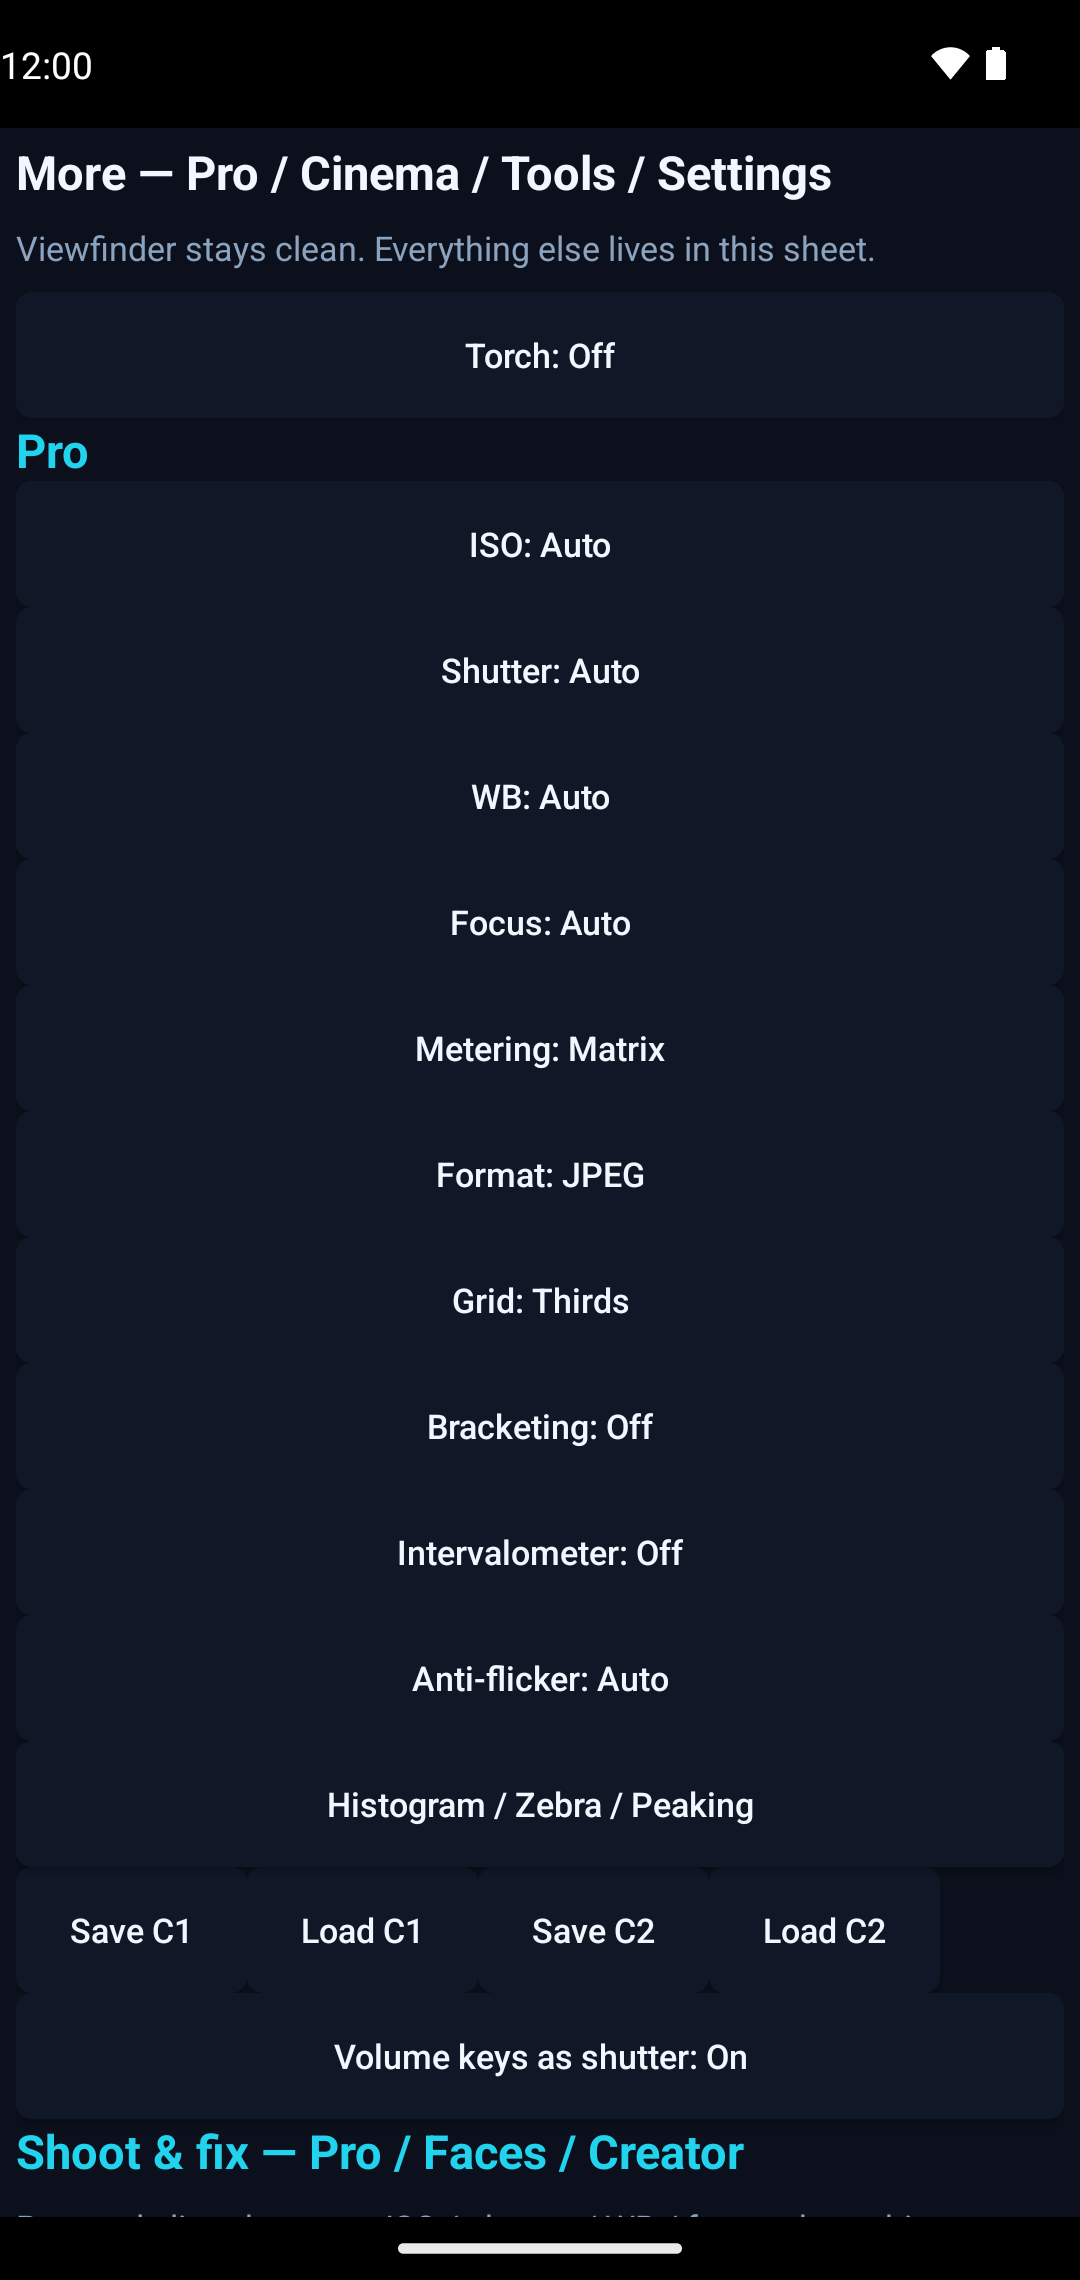 12:00
More — Pro / Cinema / Tools / Settings
Viewfinder stays clean. Everything else lives in this sheet.
Torch: Off
Pro
ISO: Auto
Shutter: Auto
WB: Auto
Focus: Auto
Metering: Matrix
Format: JPEG
Grid: Thirds
Bracketing: Off
Intervalometer: Off
Anti-flicker: Auto
Histogram / Zebra / Peaking
Save C1 Load C1 Save C2 Load C2
Volume keys as shutter: On
Shoot & fix — Pro / Faces / Creator